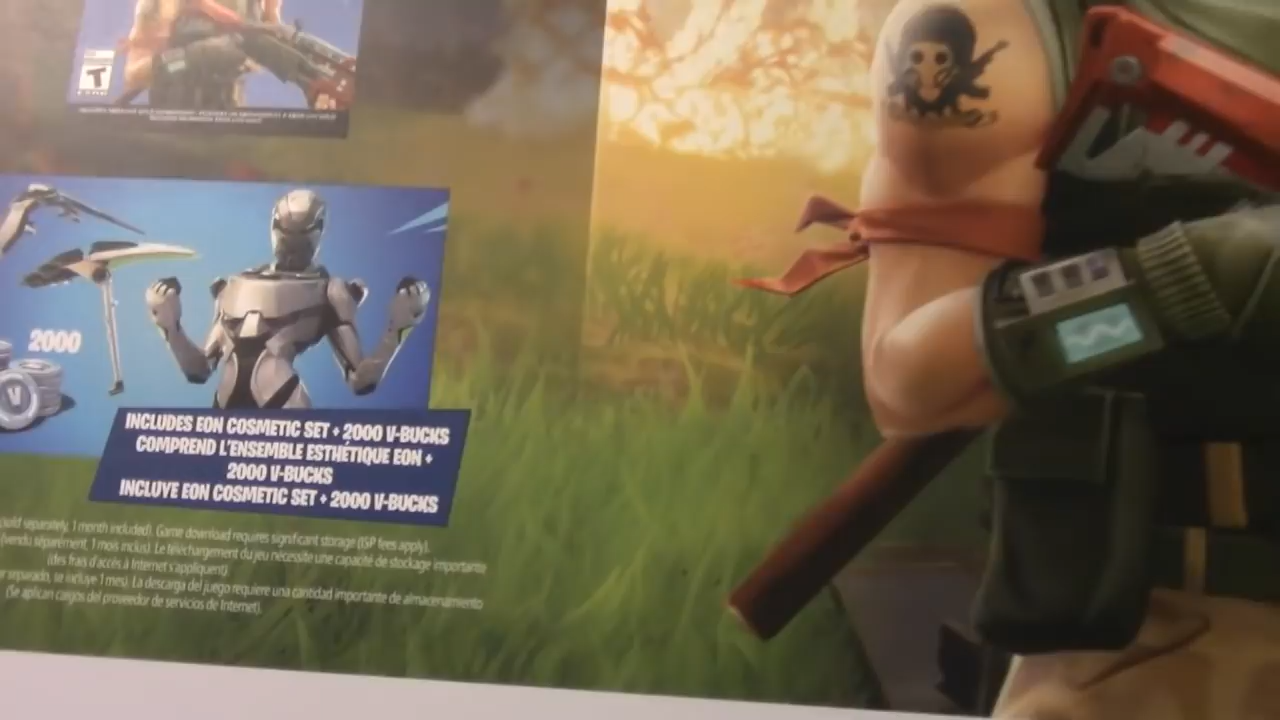 T
2000
V
INCLUDES EON COSMETIC SET + 2000 V-BUCKS
COMPREND L'ENSEMBLE ESTHÉTIQUE EON +
2000 V-BUCKS
INCLUYE EON COSMETIC SET + 2000 V-BUCKS
separately, 1 month included). Game download requires significant storage (ISP fees apply).
(vendu séparément, 1 mois inclus). Le téléchargement du jeu nécessite une capacité de stockage importante
(des frais d'accès à Internet s'appliquent).
separado, se incluye 1 mes). La descarga del juego requiere una cantidad importante de almacenamiento
(Se aplican cargos del proveedor de servicios de Internet).